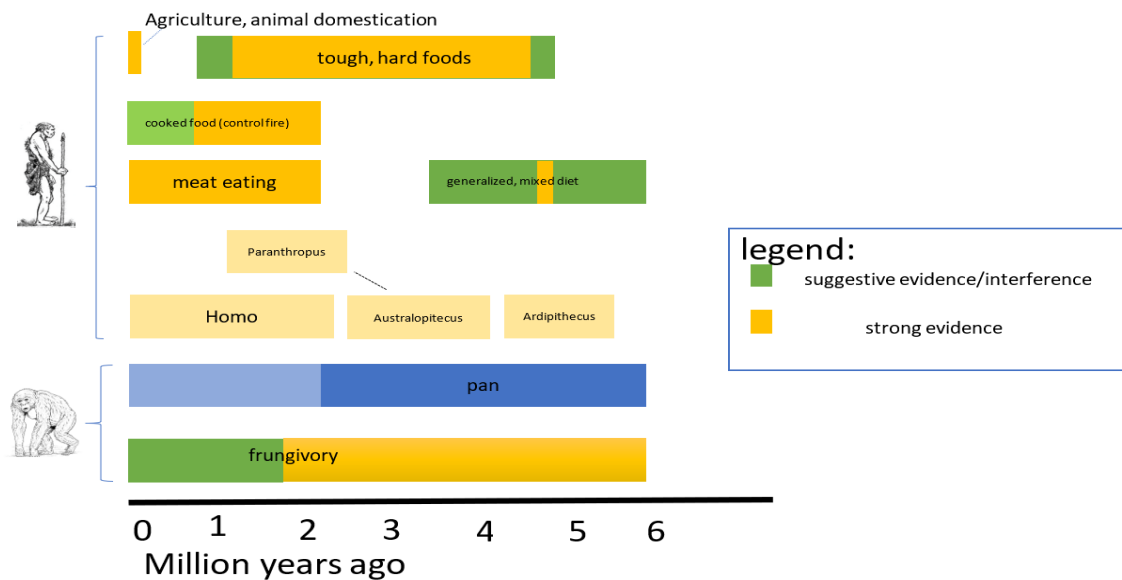 Agriculture, animal domestication
tough, hard foods
cooked food (control fire)
meat eating
generalized, mixed diet
Paranthropus
Homo
Australopitecus
Ardipithecus
pan
frungivory
0 1 2 3 4 5 6
Million years ago
legend:
suggestive evidence/interference
strong evidence